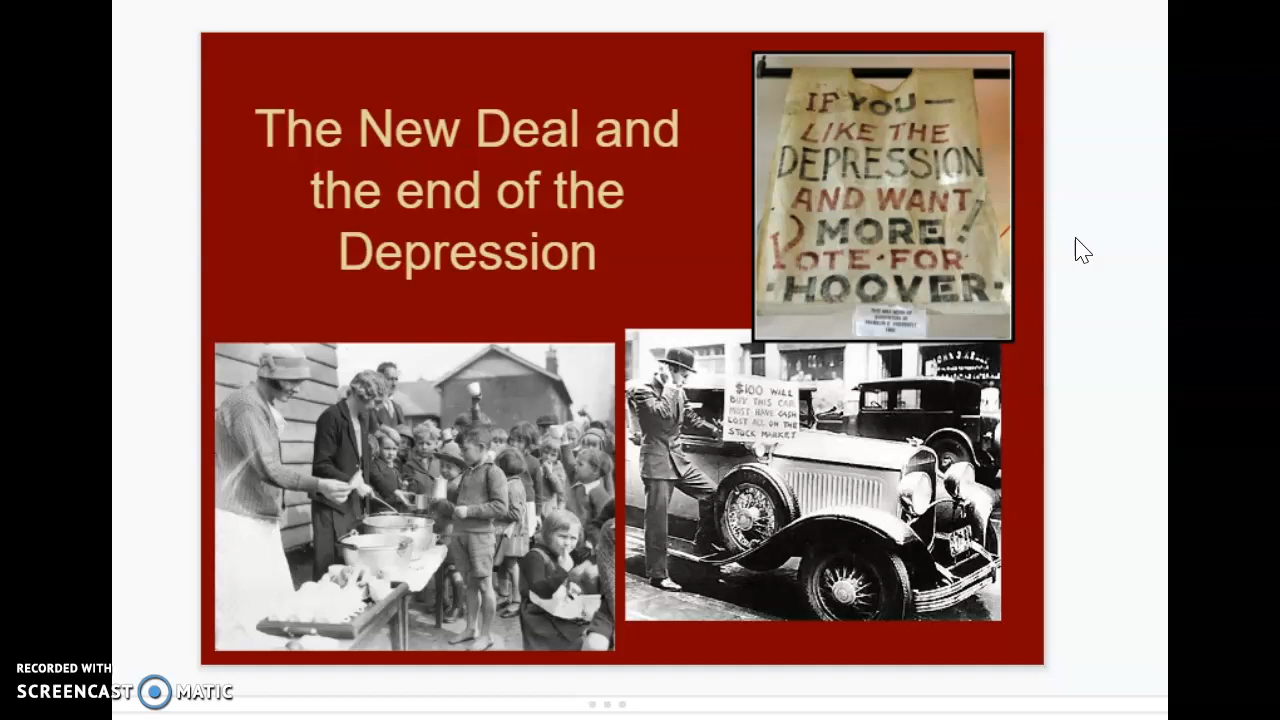 The New Deal and
the end of the
Depression
IF YOU —
LIKE THE
DEPRESSION
AND WANT
MORE!
VOTE·FOR
·HOOVER·
$100 WILL
BUY THIS CAR
MUST HAVE CASH
LOST ALL ON THE
STOCK MARKET
RECORDED WITH
SCREENCAST MATIC